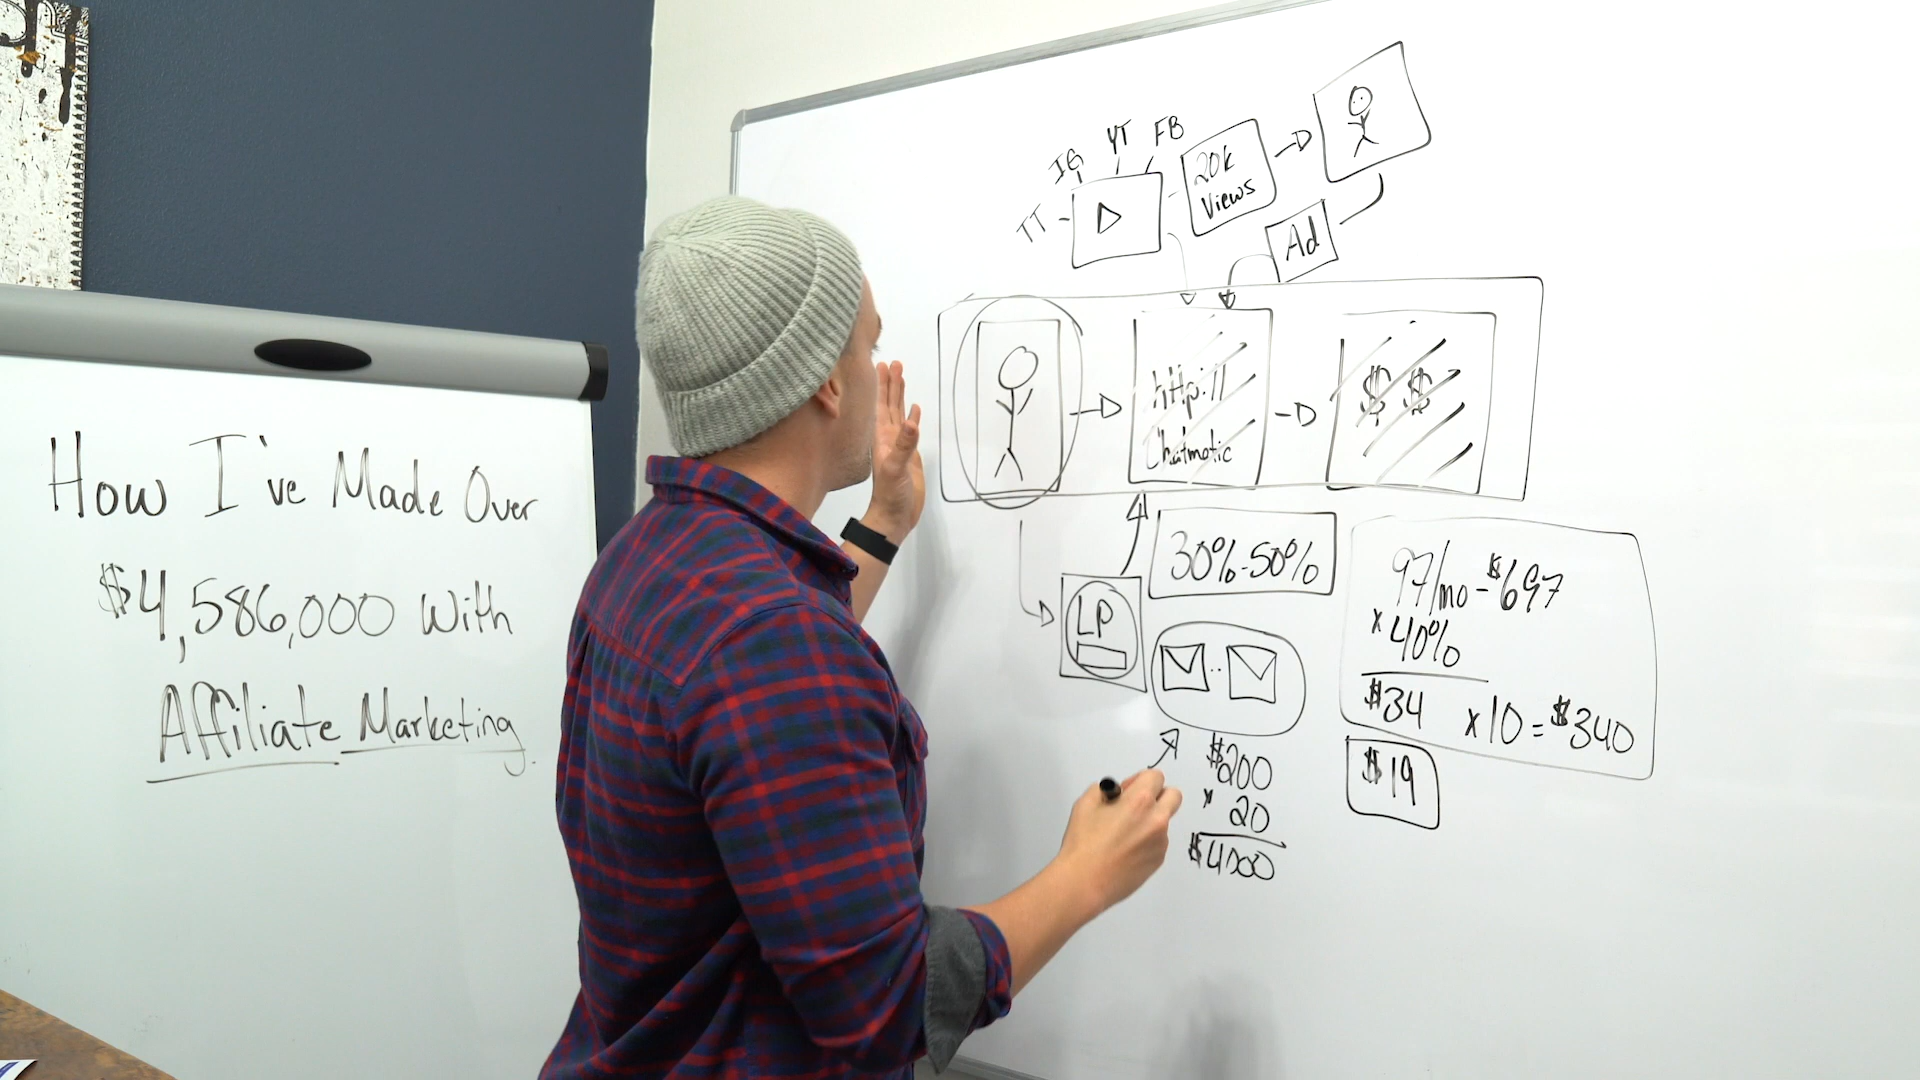 How I've Made Over
$4,586,000 With
Affiliate Marketing.
TT
IG
YT
FB
20k
Views
Ad
http://
Chatmatic
$ $
30%-50%
LP
97/mo-$697
x 40%
$34 x10=$340
$19
$200
x 20
$4000